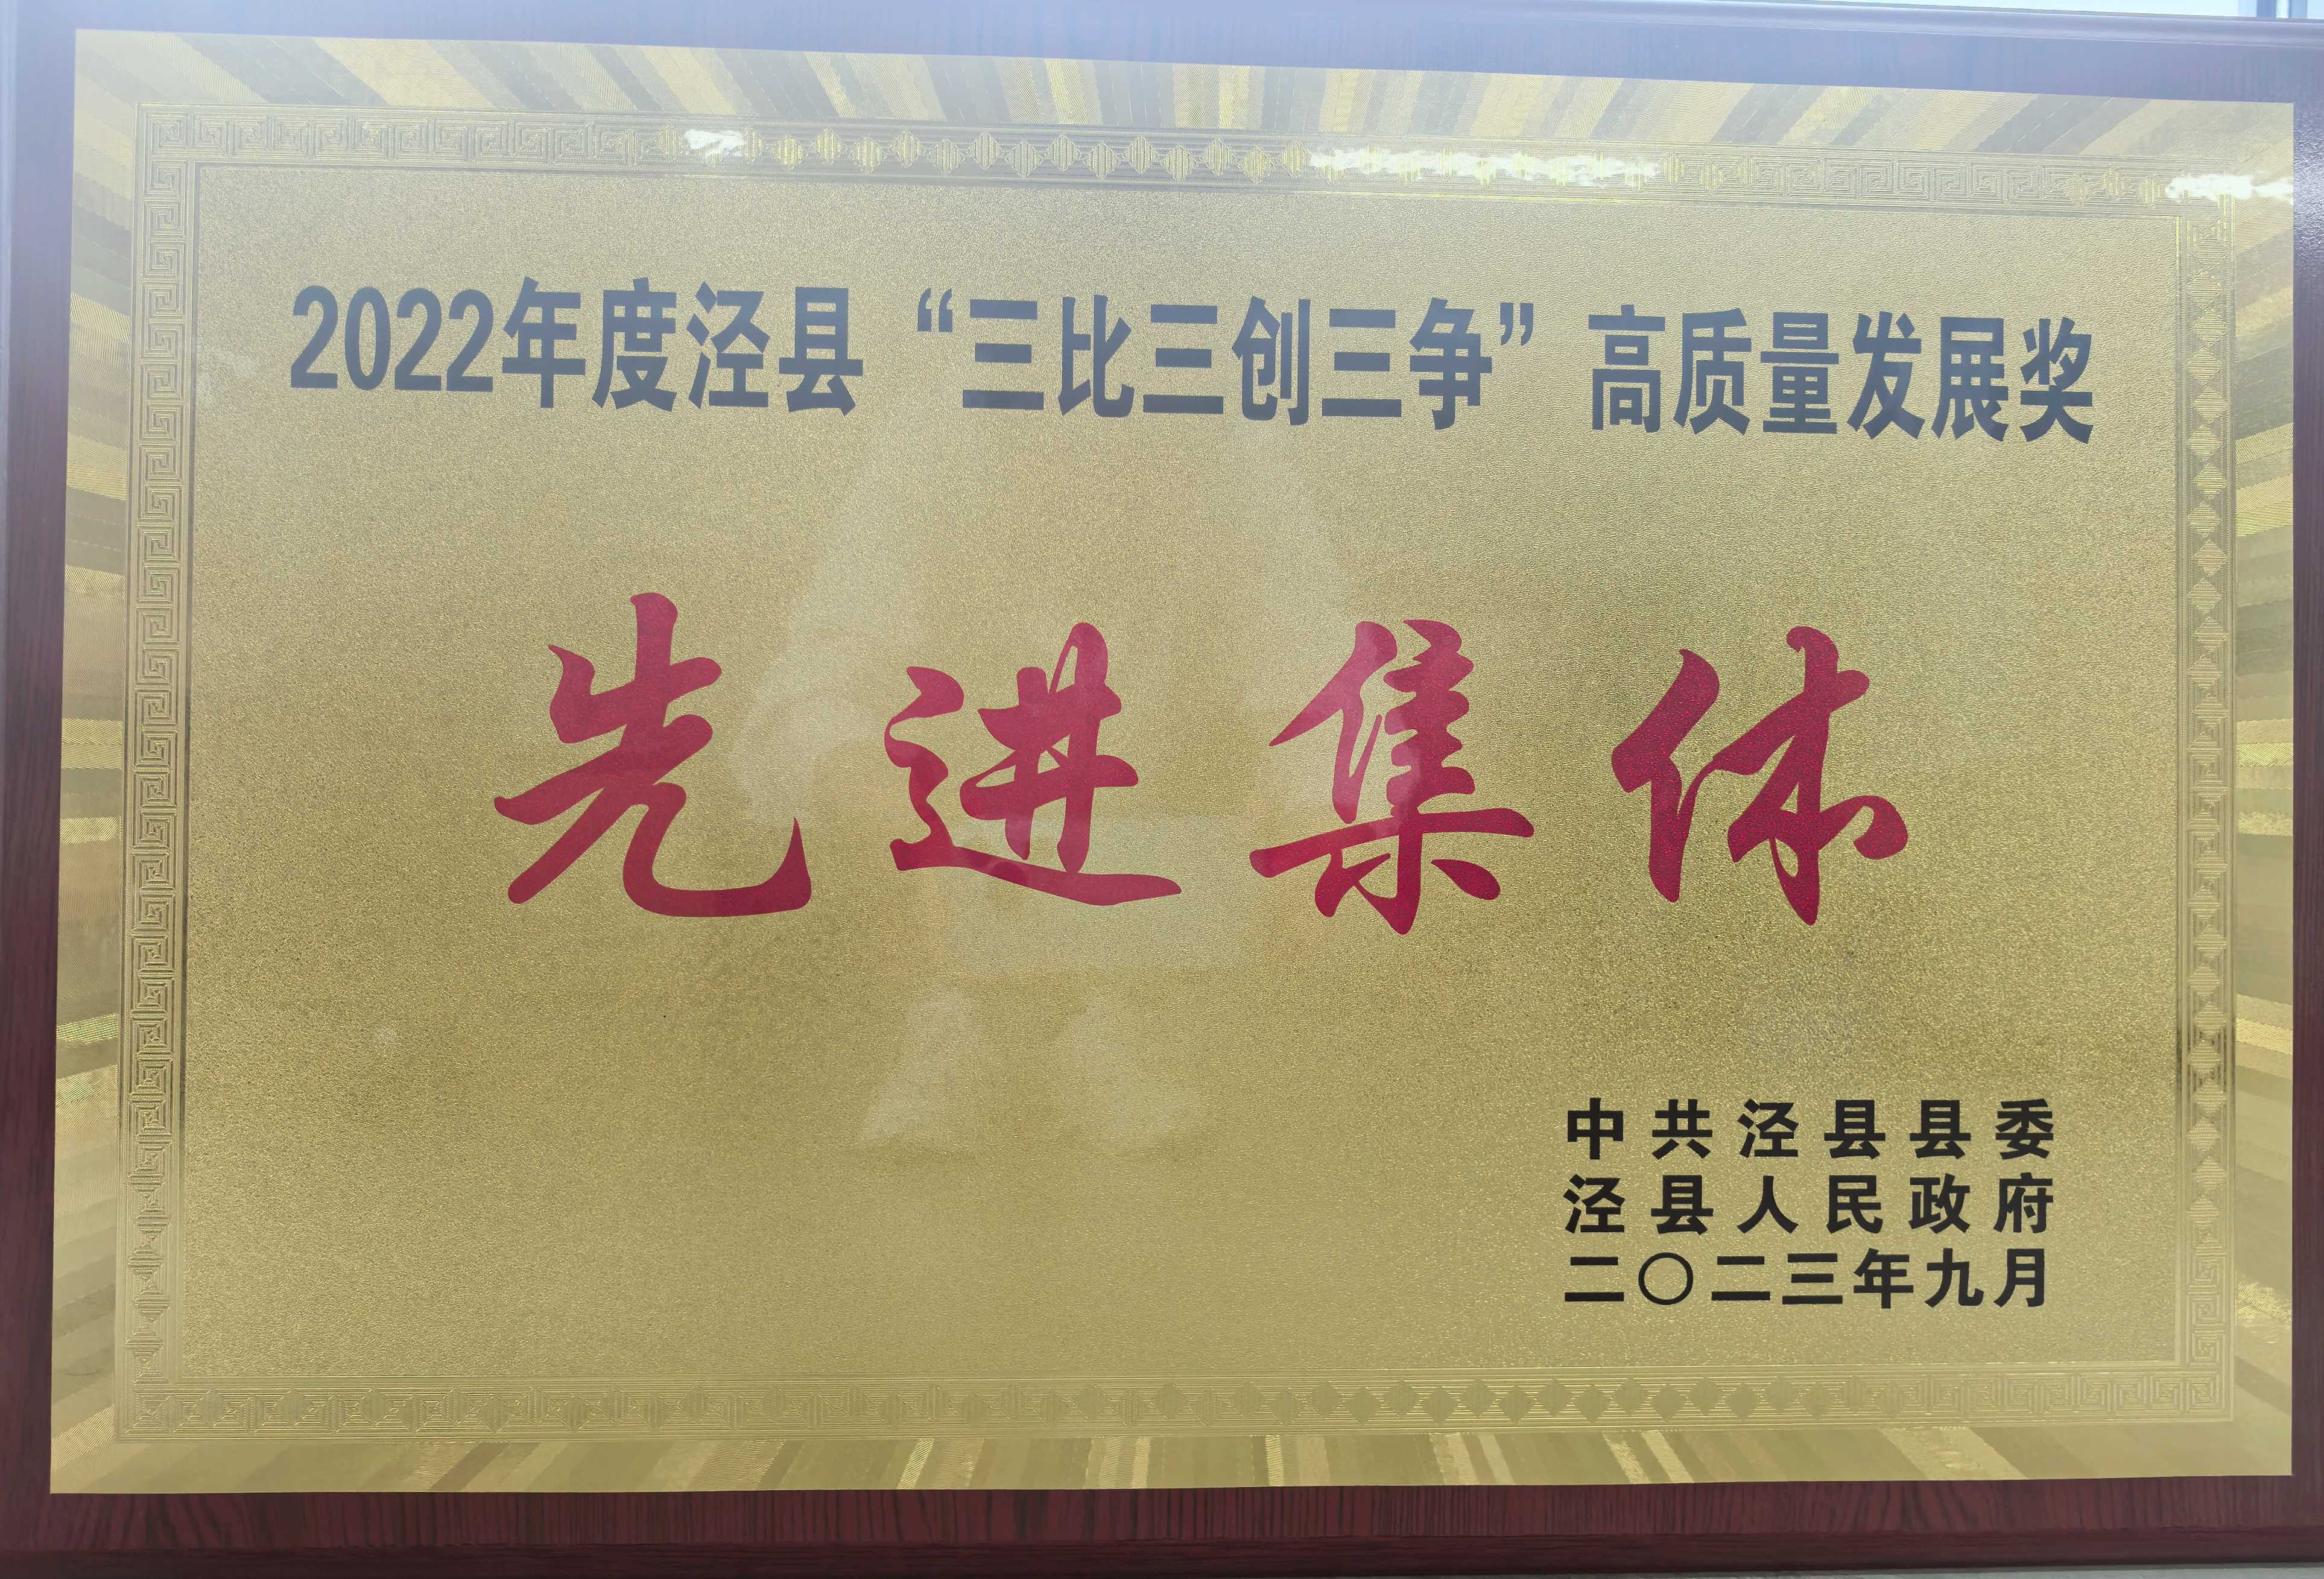 2022年度泾县“三比三创三争”高质量发展奖
先进集体
中共泾县县委
泾县人民政府
二〇二三年九月